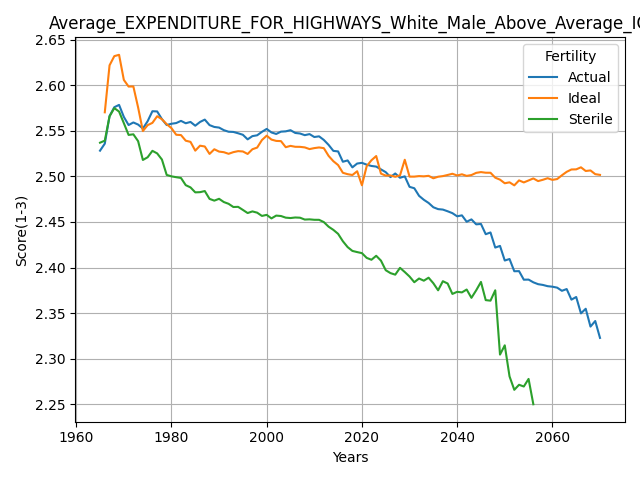 Average_EXPENDITURE_FOR_HIGHWAYS_White_Male_Above_Average_IQ
Fertility
Actual
Ideal
Sterile
2.65
2.60
2.55
2.50
2.45
2.40
2.35
2.30
2.25
Score(1-3)
1960
1980
2000
2020
2040
2060
Years